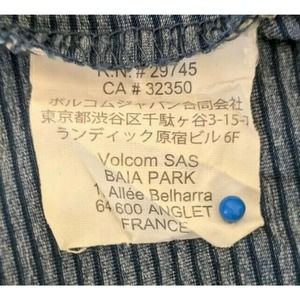 R.N. # 29745
CA # 32350
ボルコムジャパン合同会社
東京都渋谷区千駄ヶ谷3-15-
ランディック原宿ビル 6F
Volcom SAS
BAIA PARK
1, Allée Belharra
64 600 ANGLET
FRANCE